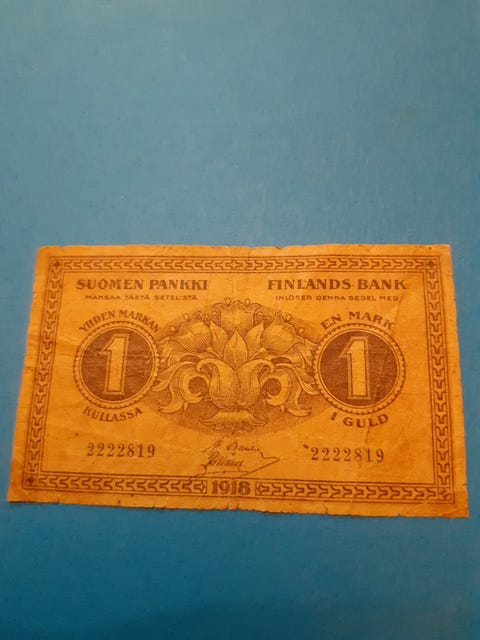 SUOMEN PANKKI
MAKSAA TÄSTÄ SETELISTÄ
YHDEN MARKAN
1
KULLASSA
2222819
FINLANDS BANK
INLÖSER DENNA SEDEL MED
EN MARK
1
I GULD
2222819
1918